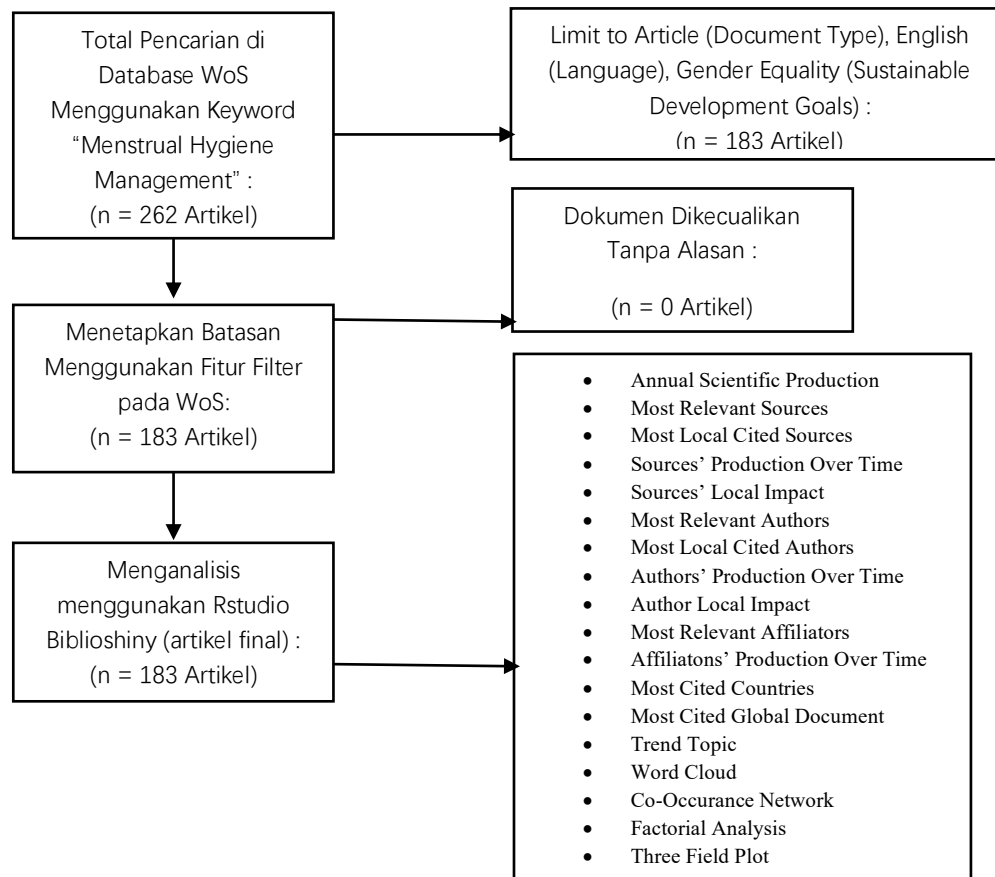 Total Pencarian di
Database WoS
Menggunakan Keyword
“Menstrual Hygiene
Management” :
(n = 262 Artikel)
Limit to Article (Document Type), English
(Language), Gender Equality (Sustainable
Development Goals) :
(n = 183 Artikel)
Menetapkan Batasan
Menggunakan Fitur Filter
pada WoS:
(n = 183 Artikel)
Dokumen Dikecualikan
Tanpa Alasan :
(n = 0 Artikel)
Menganalisis
menggunakan Rstudio
Biblioshiny (artikel final) :
(n = 183 Artikel)
• Annual Scientific Production
• Most Relevant Sources
• Most Local Cited Sources
• Sources’ Production Over Time
• Sources’ Local Impact
• Most Relevant Authors
• Most Local Cited Authors
• Authors’ Production Over Time
• Author Local Impact
• Most Relevant Affiliators
• Affiliatons’ Production Over Time
• Most Cited Countries
• Most Cited Global Document
• Trend Topic
• Word Cloud
• Co-Occurance Network
• Factorial Analysis
• Three Field Plot